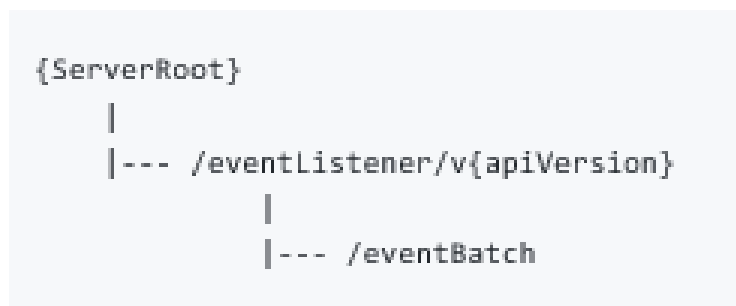 {ServerRoot}
|
|--- /eventListener/v{apiVersion}
|
|--- /eventBatch